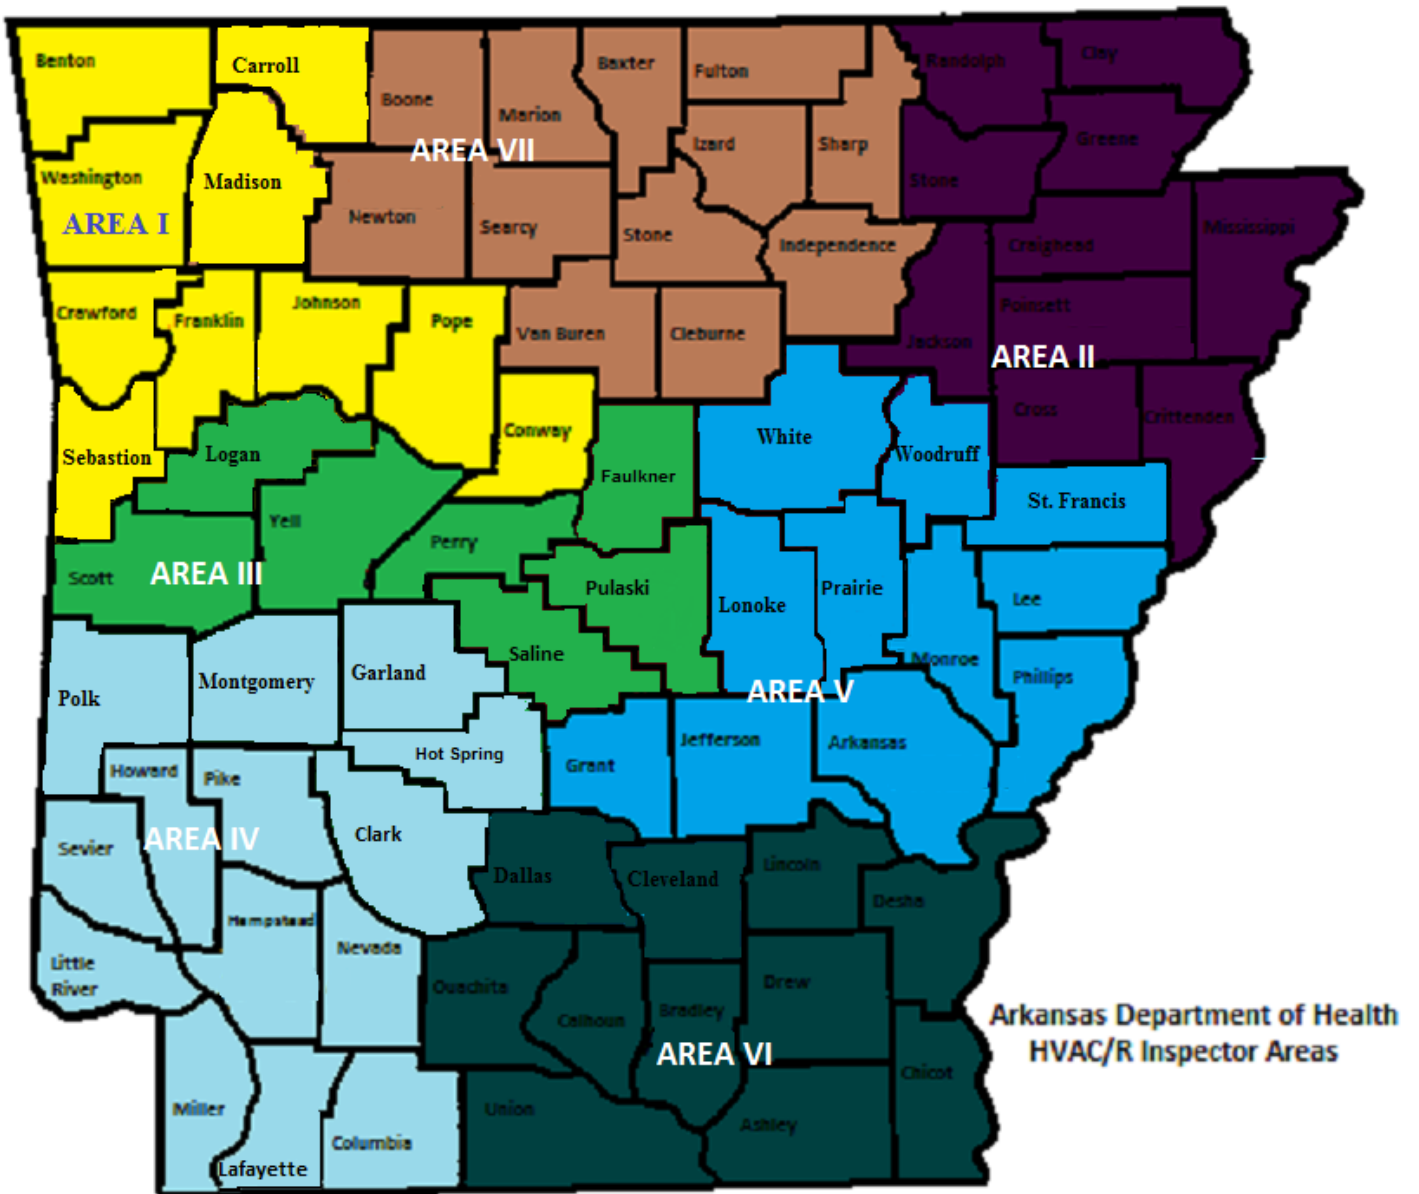 Benton
Carroll
Boone
Marion
Baxter
Fulton
Randolph
Clay
AREA VII
Izard
Sharp
Greene
Washington
Madison
Stone
AREA I
Newton
Searcy
Stone
Independence
Craighead
Mississippi
Crawford
Franklin
Johnson
Pope
Van Buren
Cleburne
Jackson
Poinsett
AREA II
Sebastion
Logan
Conway
White
Woodruff
Cross
Crittenden
Faulkner
St. Francis
Yell
Perry
Scott
AREA III
Pulaski
Lonoke
Prairie
Lee
Saline
Monroe
Phillips
Polk
Montgomery
Garland
AREA V
Hot Spring
Grant
Jefferson
Arkansas
Howard
Pike
Sevier
AREA IV
Clark
Dallas
Cleveland
Lincoln
Desha
Hempstead
Nevada
Little
River
Ouachita
Calhoun
Bradley
Drew
AREA VI
Arkansas Department of Health
HVAC/R Inspector Areas
Chicot
Miller
Lafayette
Columbia
Union
Ashley